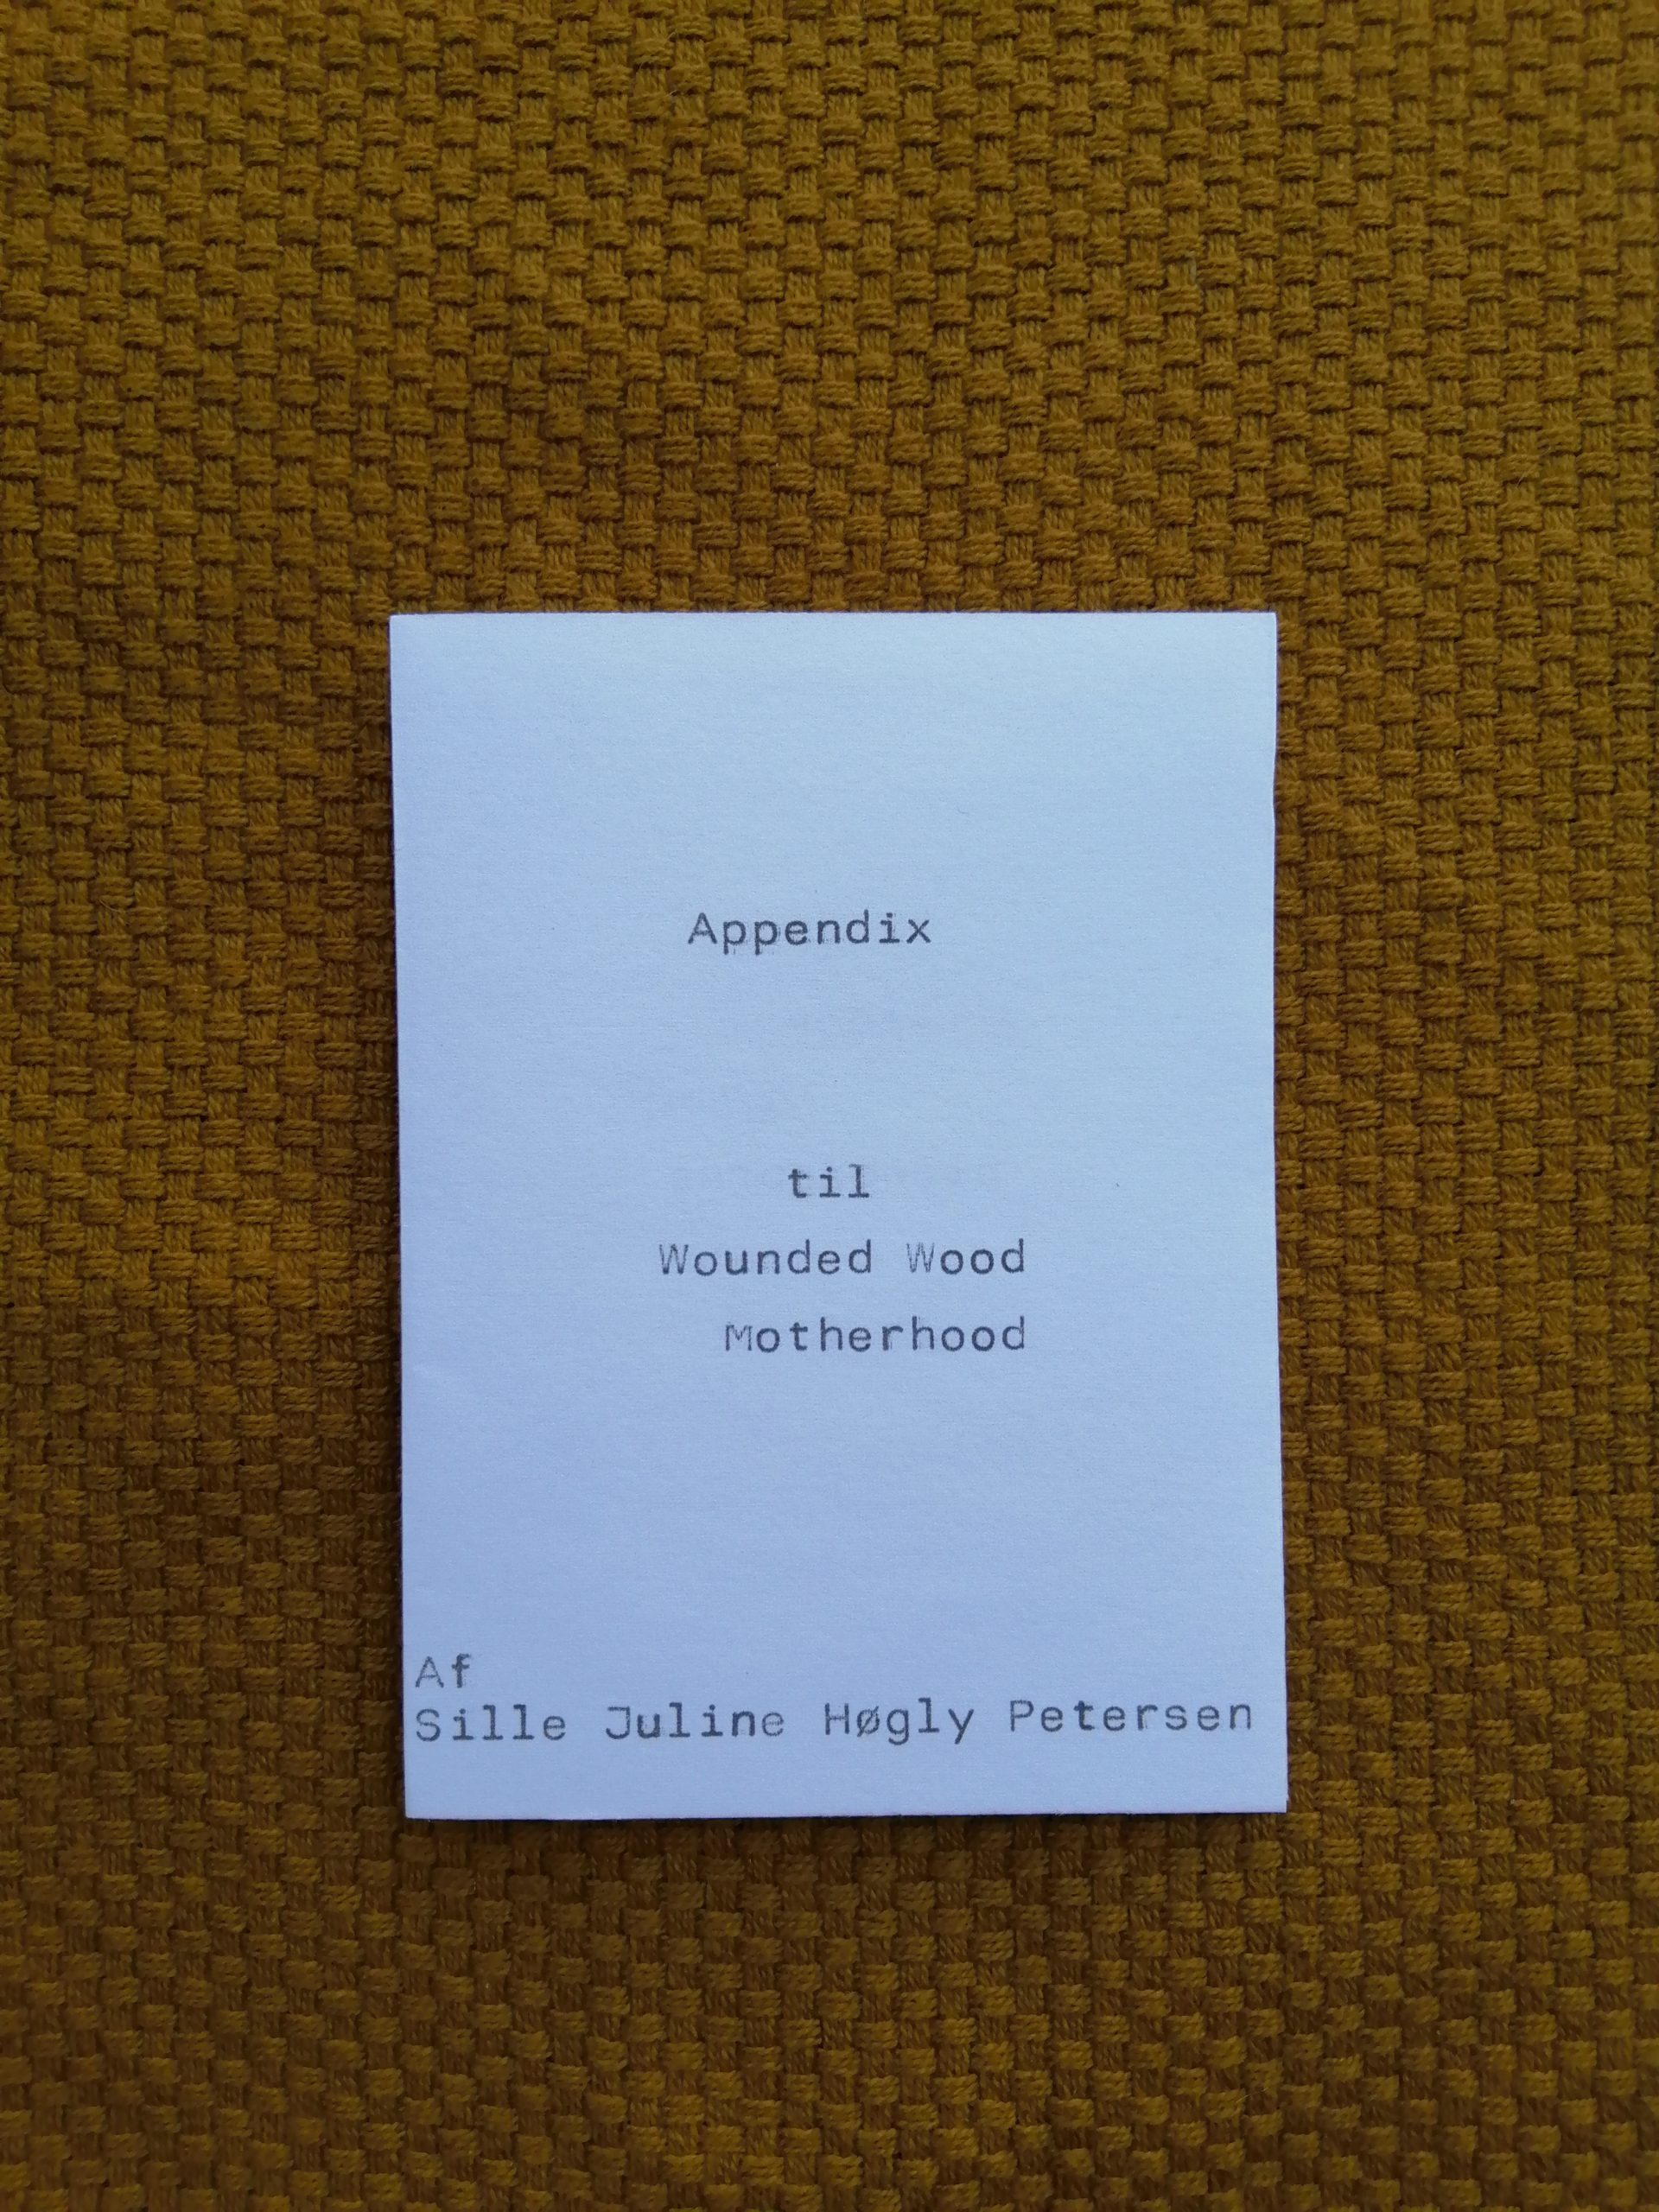 Appendix
til
Wounded Wood
Motherhood
Af
Sille Juline Høgly Petersen